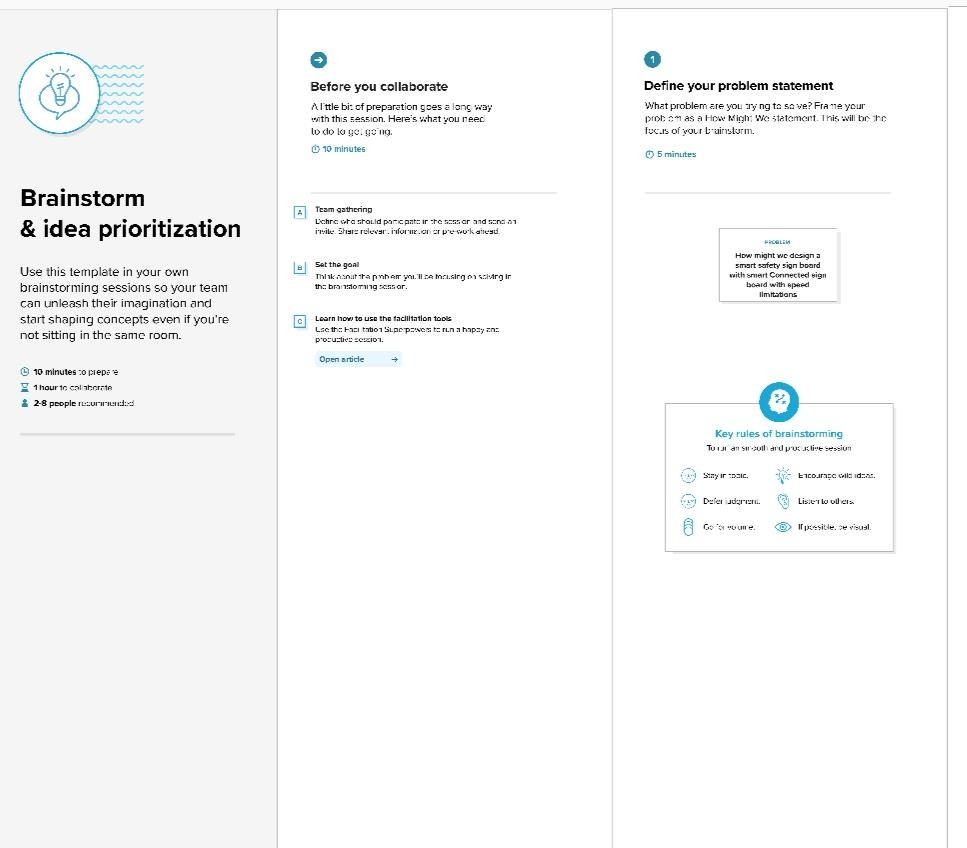 Brainstorm
& idea prioritization
Use this template in your own
brainstorming sessions so your team
can unleash their imagination and
start shaping concepts even if you're
not sitting in the same room.
10 minutes to prepare
1 hour to collaborate
2-8 people recommended
Before you collaborate
A little bit of preparation goes a long way
with this session. Here's what you need
to do to get going.
10 minutes
A Team gathering
Define who should participate in the session and send an
invite. Share relevant information or pre-work ahead.
B Set the goal
Think about the problem you'll be focusing on solving in
the brainstorming session.
C Learn how to use the facilitation tools
Use the Facilitation Superpowers to run a happy and
productive session.
Open article
1
Define your problem statement
What problem are you trying to solve? Frame your
problem as a How Might We statement. This will be the
focus of your brainstorm.
5 minutes
PROBLEM
How might we design a
smart safety sign board
with smart Connected sign
board with speed
limitations
Key rules of brainstorming
To run an smooth and productive session
Stay in topic.
Encourage wild ideas.
Defer judgment.
Listen to others.
Go for volume.
If possible, be visual.